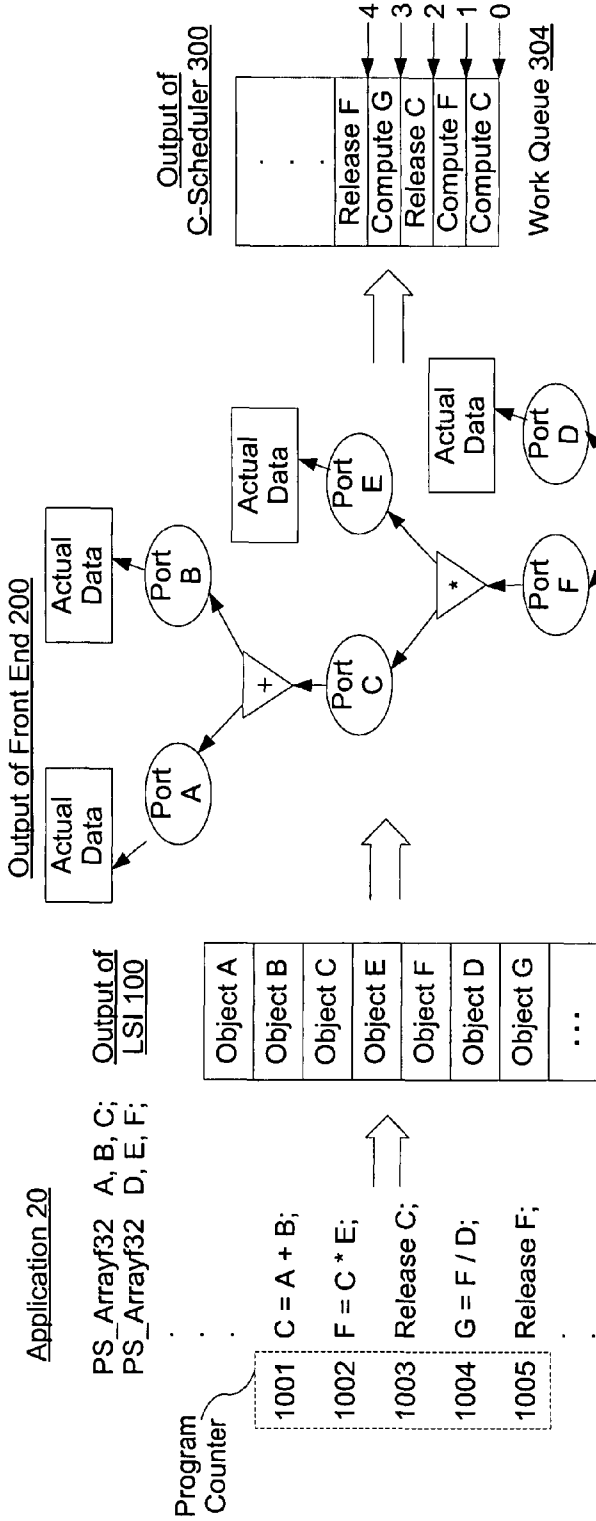 Application 20
PS_Arrayf32 A, B, C;
PS_Arrayf32 D, E, F;
.
.
Program
Counter
1001 C = A + B;
1002 F = C * E;
1003 Release C;
1004 G = F / D;
1005 Release F;
.
.
Output of
LSI 100
Object A
Object B
Object C
Object E
Object F
Object D
Object G
...
Output of Front End 200
Actual
Data
Actual
Data
Port
A
Port
B
+
Actual
Data
Port
C
Port
E
*
Actual
Data
Port
F
Port
D
Output of
C-Scheduler 300
.
.
.
Release F
Compute G
Release C
Compute F
Compute C
4
3
2
1
0
Work Queue 304